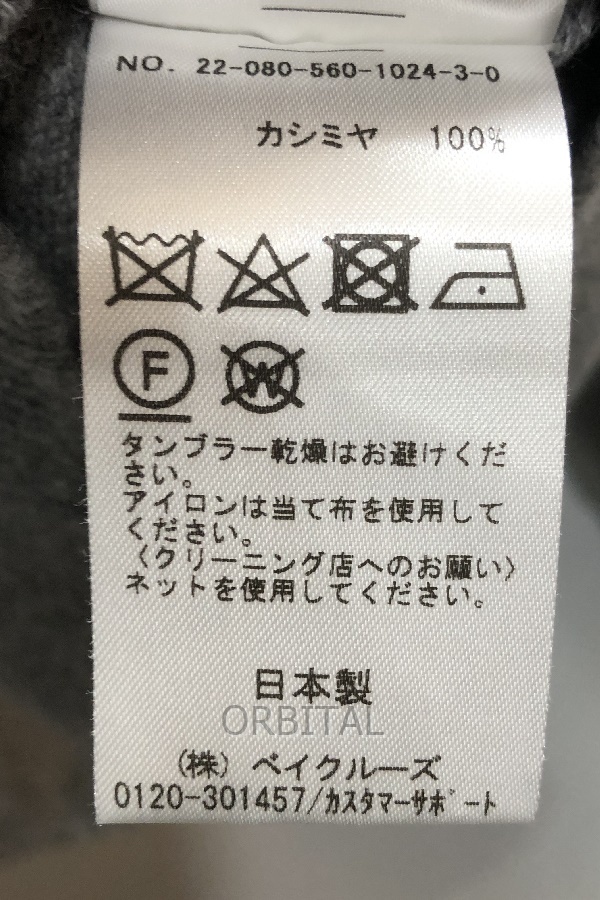 NO. 22-080-560-1024-3-0
カシミヤ 100%
F
W
タンブラー乾燥はお避けくだ
さい。
アイロンは当て布を使用して
ください。
〈クリーニング店へのお願い〉
ネットを使用してください。
日本製
ORBITAL
(株) ベイクルーズ
0120-301457/カスタマーサポート